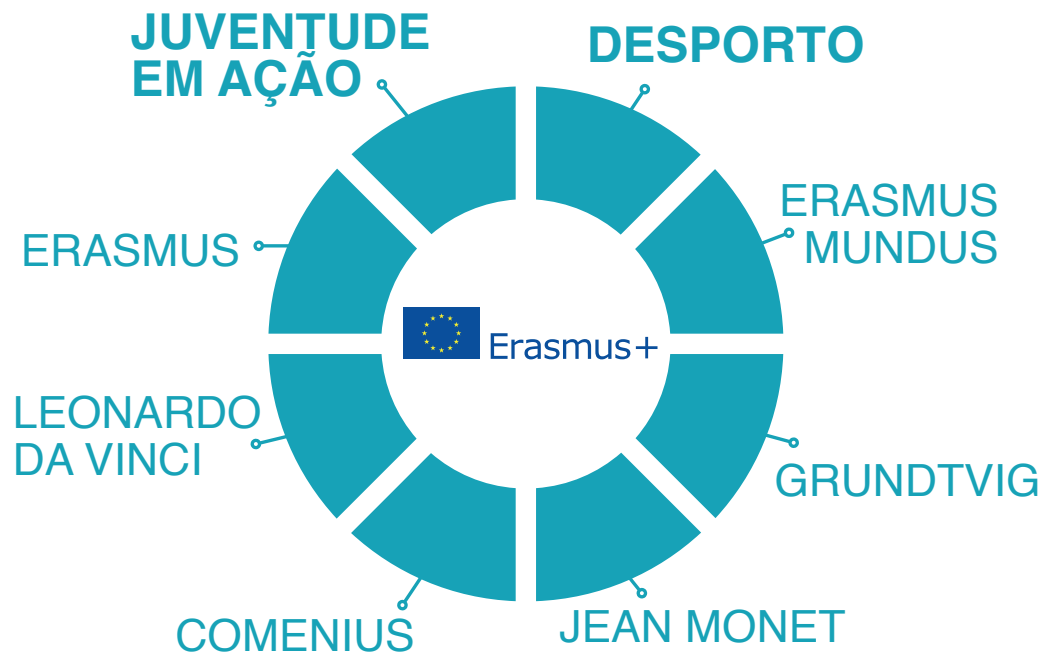 JUVENTUDE
EM AÇÃO
DESPORTO
ERASMUS
MUNDUS
ERASMUS
Erasmus+
LEONARDO
DA VINCI
GRUNDTVIG
COMENIUS
JEAN MONET